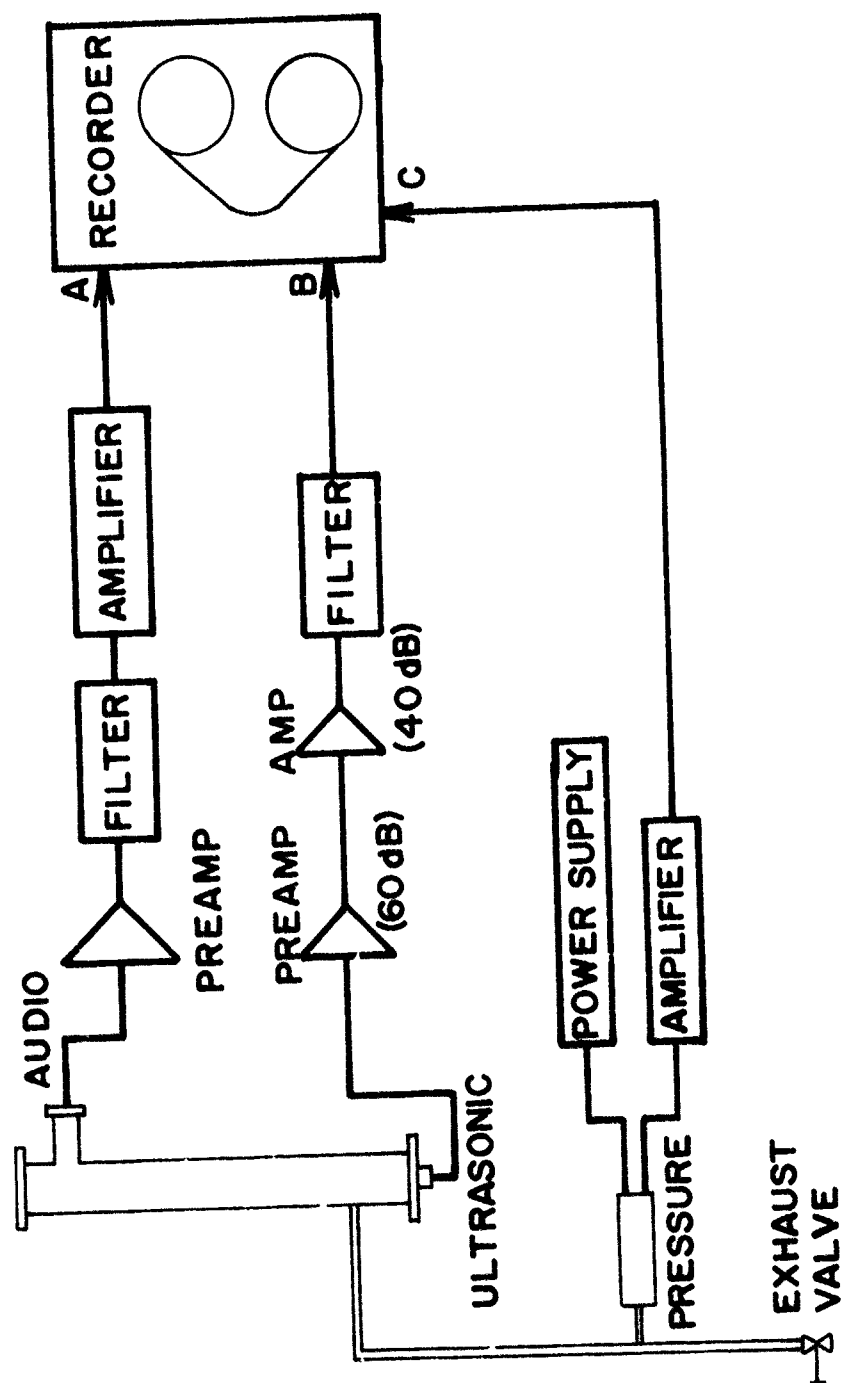 AUDIO
PREAMP
FILTER
AMPLIFIER
A
RECORDER
ULTRASONIC
PREAMP
(60 dB)
AMP
(40 dB)
FILTER
B
C
PRESSURE
POWER SUPPLY
AMPLIFIER
EXHAUST
VALVE